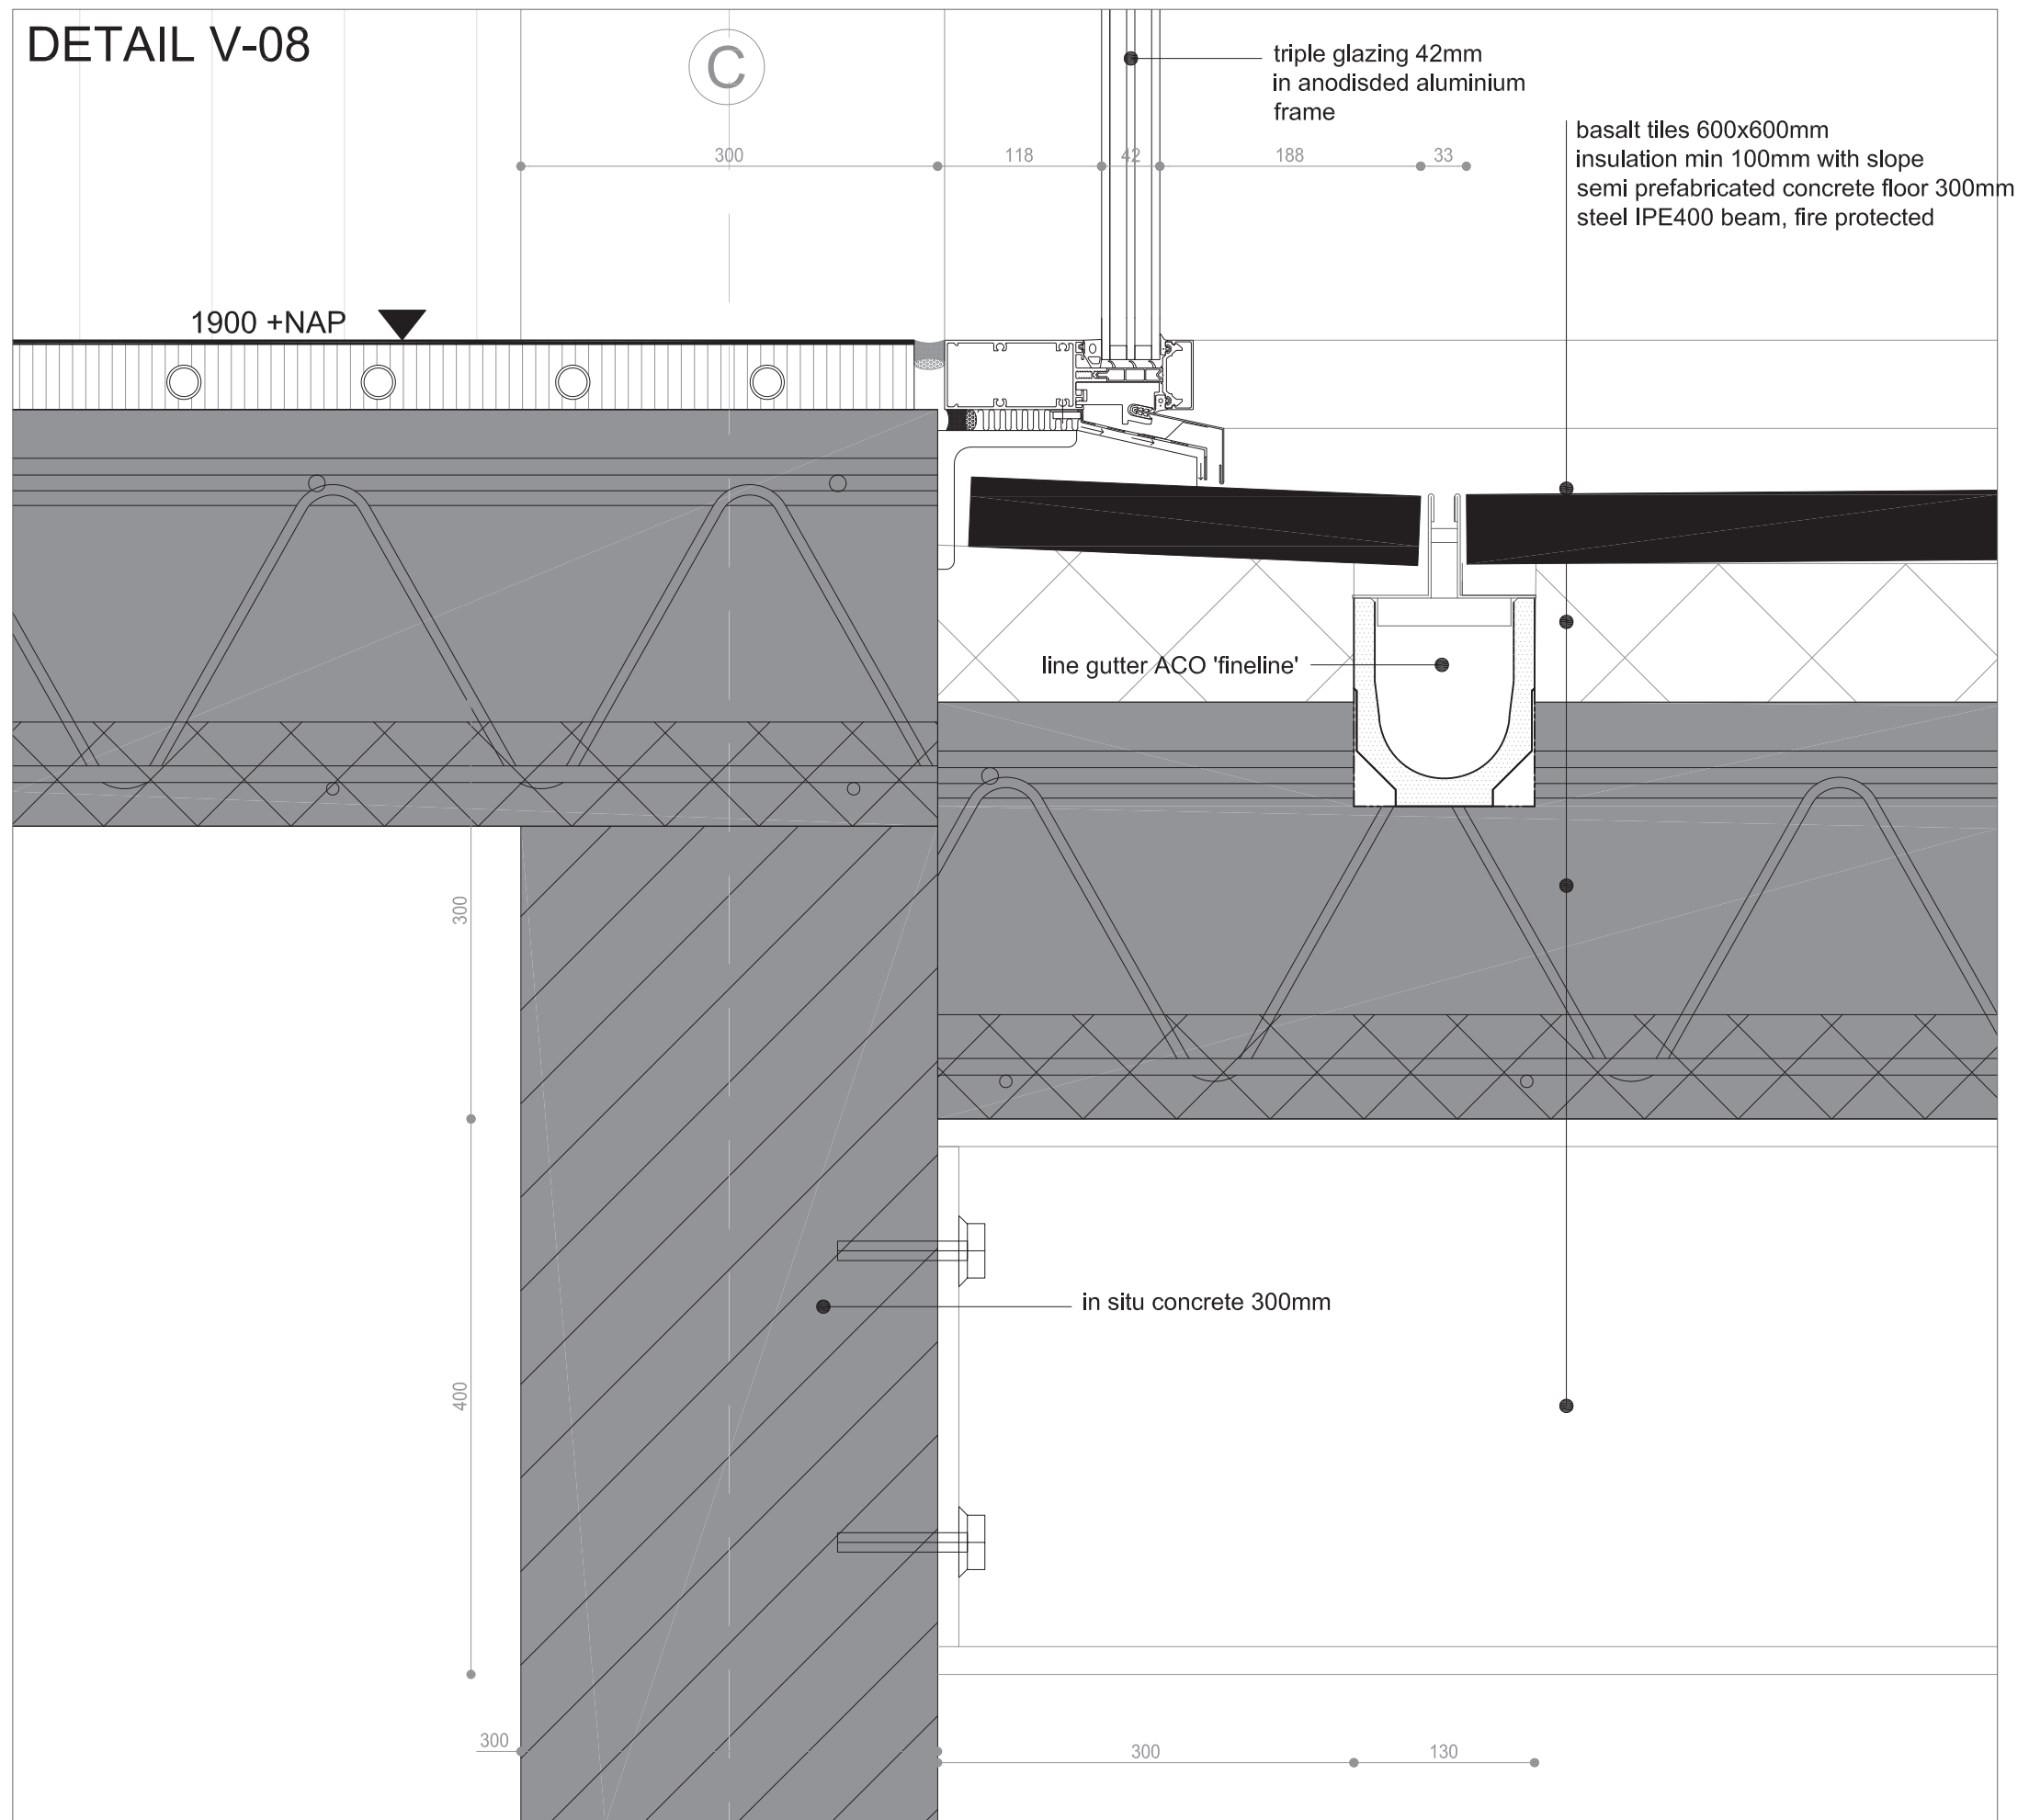 DETAIL V-08
C
triple glazing 42mm
in anodisded aluminium
frame
basalt tiles 600x600mm
insulation min 100mm with slope
semi prefabricated concrete floor 300mm
steel IPE400 beam, fire protected
300
118
42
188
33
1900 +NAP
line gutter ACO 'fineline'
300
in situ concrete 300mm
400
300
300
130